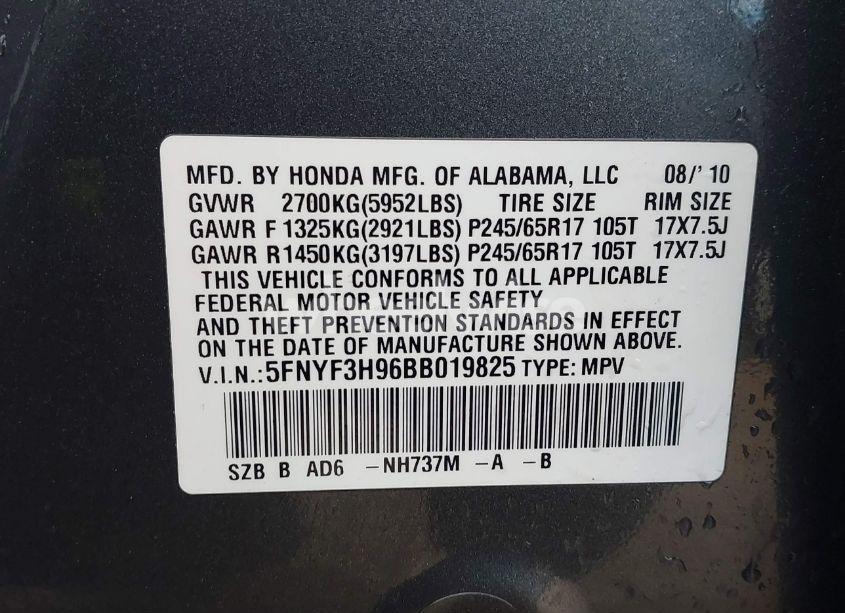 MFD. BY HONDA MFG. OF ALABAMA, LLC 08/'10
GVWR 2700KG(5952LBS) TIRE SIZE RIM SIZE
GAWR F 1325KG(2921LBS) P245/65R17 105T 17X7.5J
GAWR R1450KG(3197LBS) P245/65R17 105T 17X7.5J
THIS VEHICLE CONFORMS TO ALL APPLICABLE
FEDERAL MOTOR VEHICLE SAFETY
AND THEFT PREVENTION STANDARDS IN EFFECT
ON THE DATE OF MANUFACTURE SHOWN ABOVE.
V.I.N.:5FNYF3H96BB019825 TYPE: MPV
SZB B AD6 -NH737M -A -B